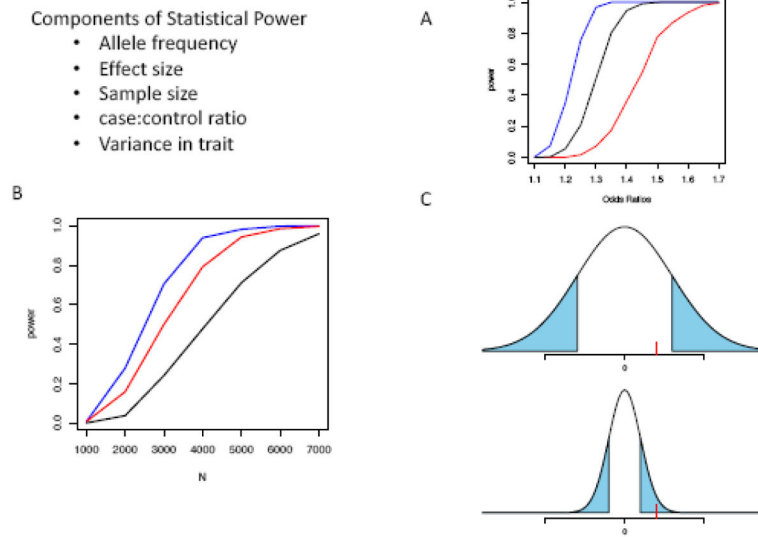 Components of Statistical Power
• Allele frequency
• Effect size
• Sample size
• case:control ratio
• Variance in trait
A
power
0.0 0.2 0.4 0.6 0.8 1.0
1.1 1.2 1.3 1.4 1.5 1.6 1.7
Odds Ratios
B
power
0.0 0.2 0.4 0.6 0.8 1.0
1000 2000 3000 4000 5000 6000 7000
N
C
0
0